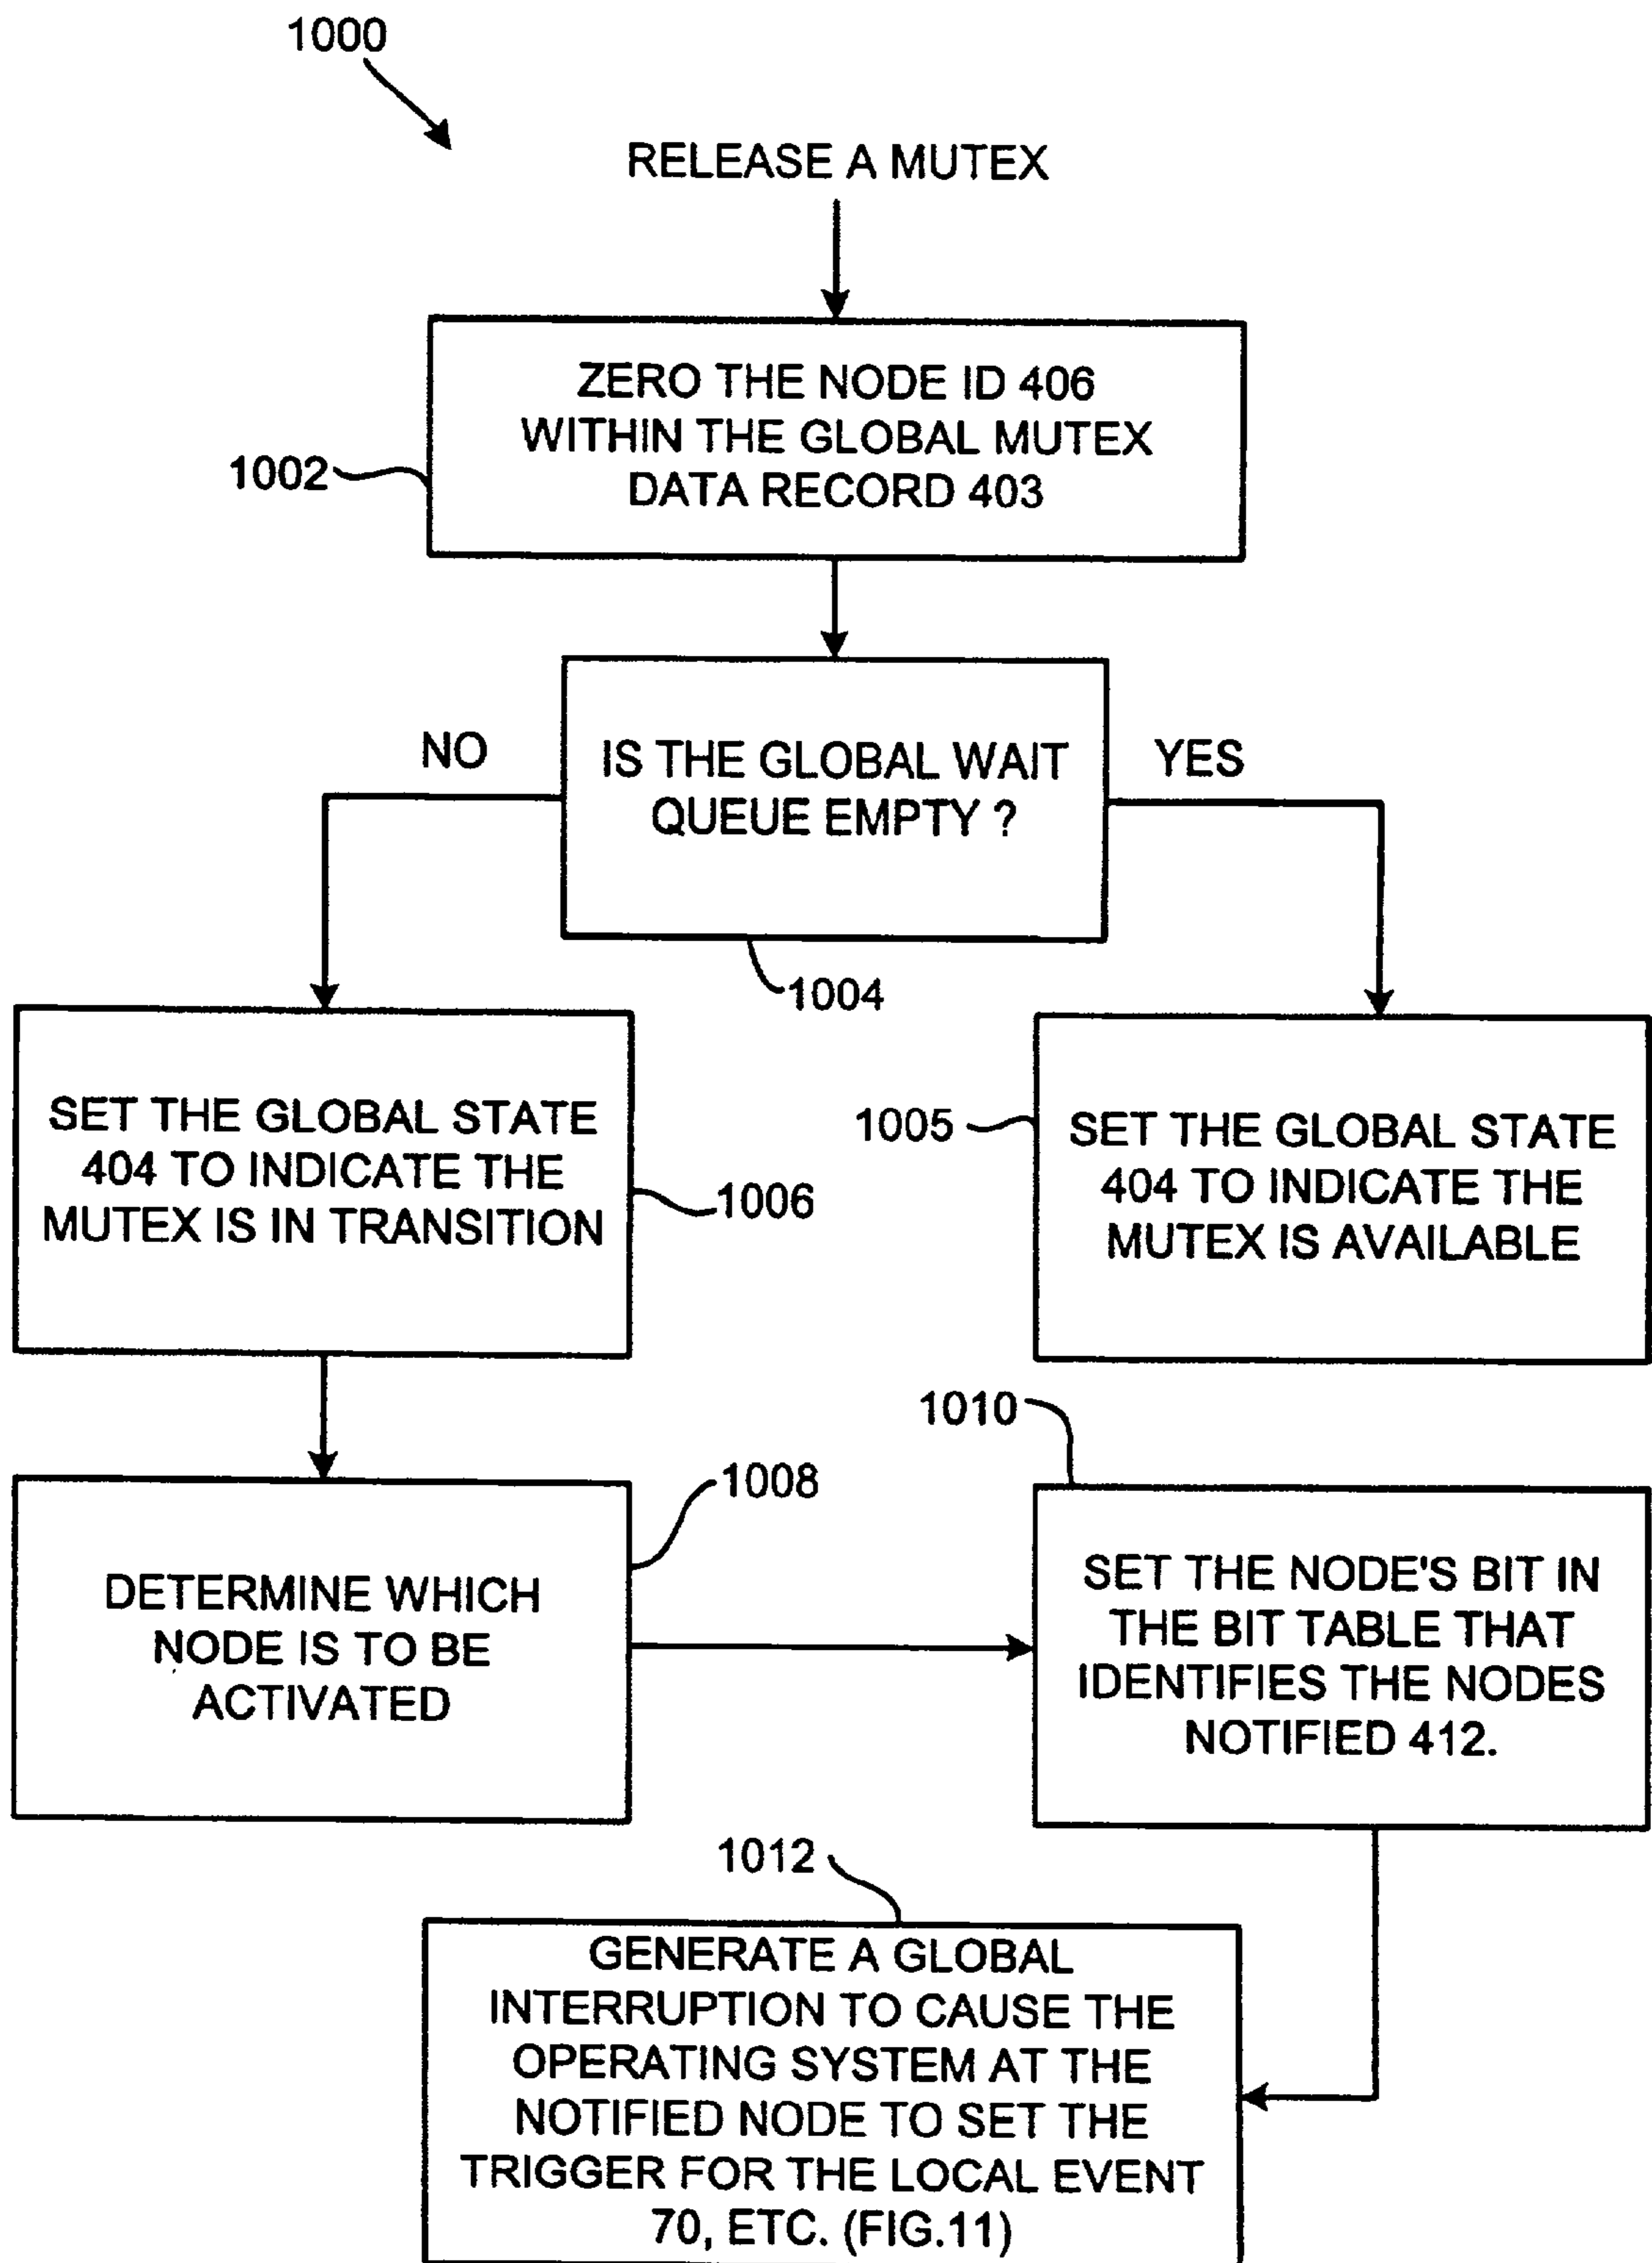 1000
RELEASE A MUTEX
ZERO THE NODE ID 406
WITHIN THE GLOBAL MUTEX
DATA RECORD 403
1002
NO
IS THE GLOBAL WAIT
QUEUE EMPTY ?
YES
1004
SET THE GLOBAL STATE
404 TO INDICATE THE
MUTEX IS IN TRANSITION
1006
1005
SET THE GLOBAL STATE
404 TO INDICATE THE
MUTEX IS AVAILABLE
1008
DETERMINE WHICH
NODE IS TO BE
ACTIVATED
1010
SET THE NODE'S BIT IN
THE BIT TABLE THAT
IDENTIFIES THE NODES
NOTIFIED 412.
1012
GENERATE A GLOBAL
INTERRUPTION TO CAUSE THE
OPERATING SYSTEM AT THE
NOTIFIED NODE TO SET THE
TRIGGER FOR THE LOCAL EVENT
70, ETC. (FIG.11)